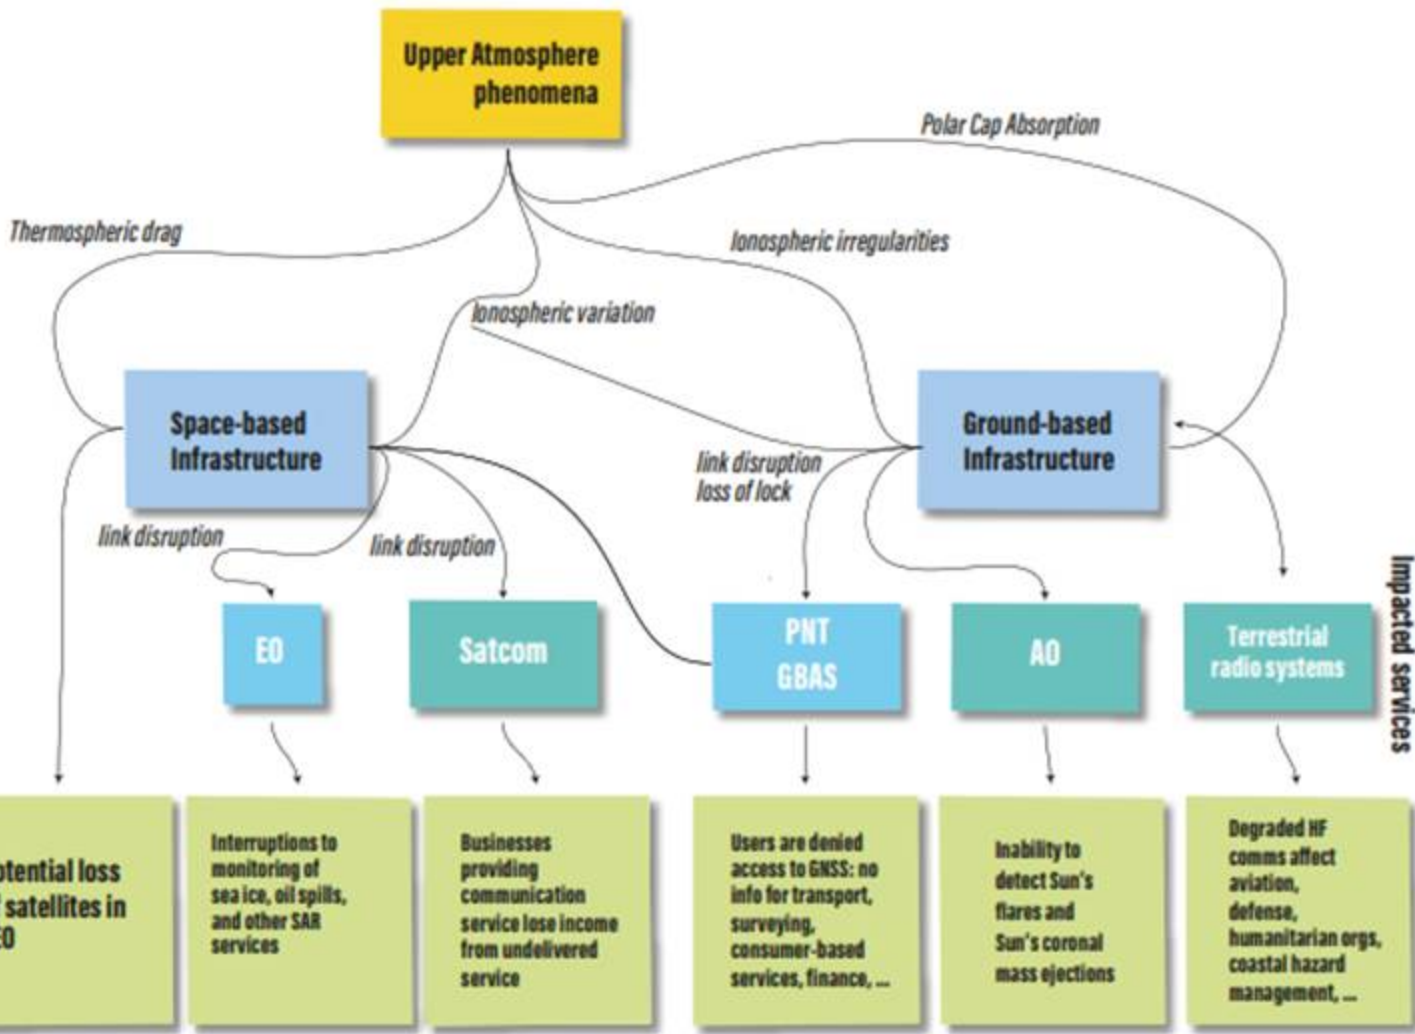 Upper Atmosphere
phenomena
Polar Cap Absorption
Thermospheric drag
Ionospheric irregularities
Ionospheric variation
Space-based
Infrastructure
Ground-based
Infrastructure
link disruption
loss of lock
link disruption
link disruption
EO
Satcom
PNT
GBAS
AO
Terrestrial
radio systems
Impacted services
otential loss
f satellites in
EO
Interruptions to
monitoring of
sea ice, oil spills,
and other SAR
services
Businesses
providing
communication
service lose income
from undelivered
service
Users are denied
access to GNSS: no
info for transport,
surveying,
consumer-based
services, finance, ...
Inability to
detect Sun's
flares and
Sun's coronal
mass ejections
Degraded HF
comms affect
aviation,
defense,
humanitarian orgs,
coastal hazard
management, ...